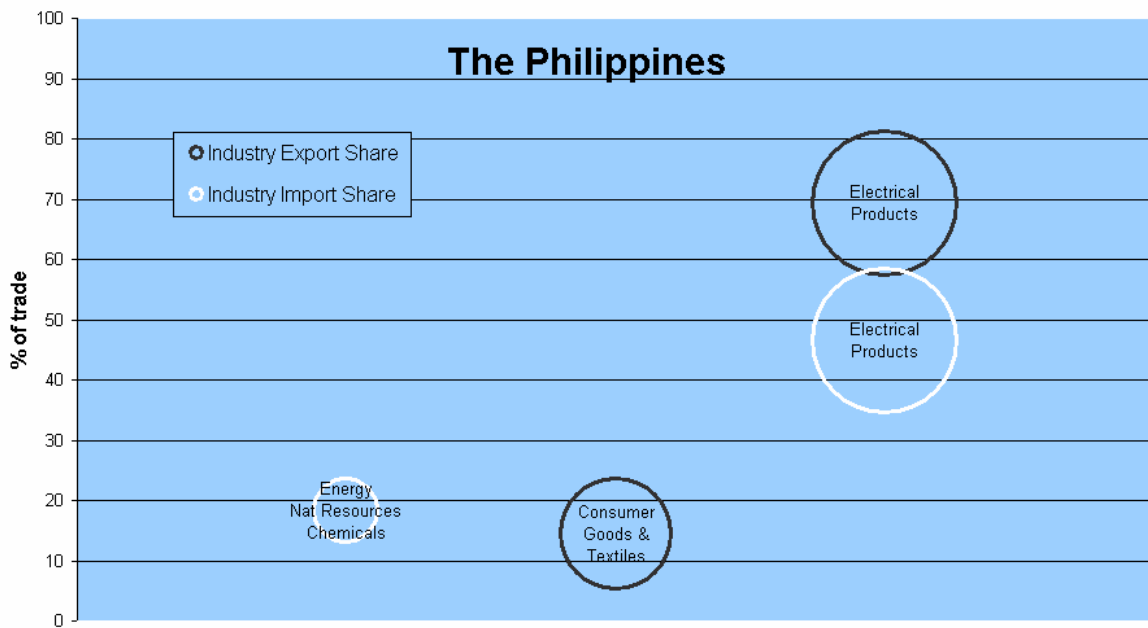 The Philippines
Industry Export Share
Industry Import Share
% of trade
100
90
80
70
60
50
40
30
20
10
0
Electrical
Products
Electrical
Products
Energy
Nat Resources
Chemicals
Consumer
Goods &
Textiles